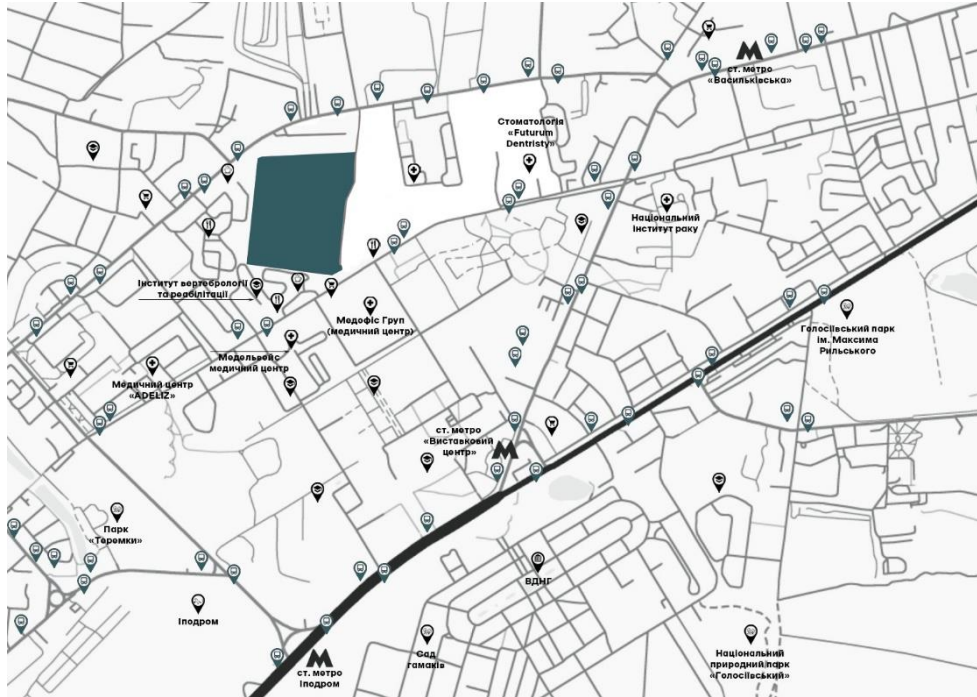 ст. метро
«Васильківська»
Стоматологія
«Futurum
Dentristy»
Національний
інститут раку
Інститут вертебрології
та реабілітації
Медофіс Груп
(медичний центр)
Голосіївський парк
ім. Максима
Рильського
Медельвейс
медичний центр
Медичний центр
«ADELIZ»
ст. метро
«Виставковий
центр»
Парк
«Теремки»
ВДНГ
Іподром
Сад
гамаків
Національний
природний парк
«Голосіївський»
ст. метро
Іподром